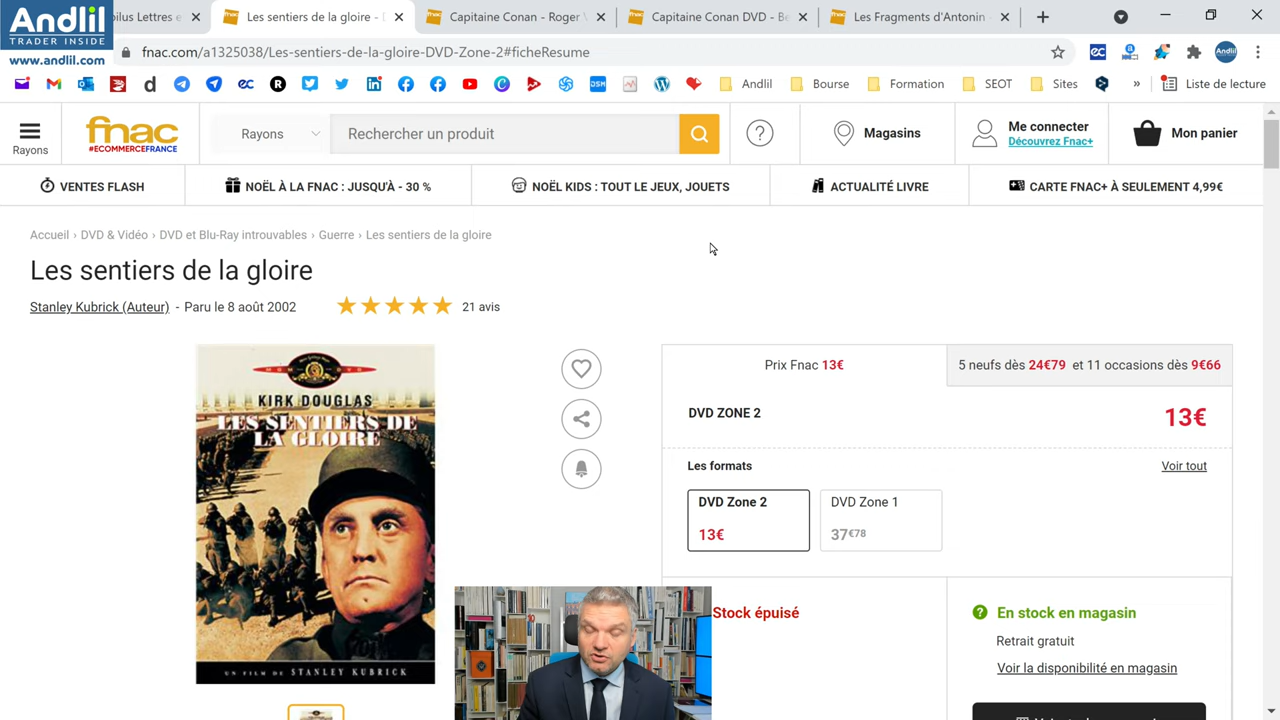 Andlil
TRADER INSIDE
www.andlil.com
Les sentiers de la gloire - D
Capitaine Conan - Roger V
Capitaine Conan DVD - Be
Les Fragments d'Antonin -
fnac.com/a1325038/Les-sentiers-de-la-gloire-DVD-Zone-2#ficheResume
Andlil
Bourse
Formation
SEOT
Sites
»
Liste de lecture
Rayons
fnac
#ECOMMERCEFRANCE
Rayons
Rechercher un produit
Magasins
Me connecter
Découvrez Fnac+
Mon panier
VENTES FLASH
NOËL À LA FNAC : JUSQU'À - 30 %
NOËL KIDS : TOUT LE JEUX, JOUETS
ACTUALITÉ LIVRE
CARTE FNAC+ À SEULEMENT 4,99€
Accueil › DVD & Vidéo › DVD et Blu-Ray introuvables › Guerre › Les sentiers de la gloire
Les sentiers de la gloire
Stanley Kubrick (Auteur) - Paru le 8 août 2002
21 avis
KIRK DOUGLAS
LES SENTIERS DE
LA GLOIRE
UN FILM DE STANLEY KUBRICK
Prix Fnac 13€
5 neufs dès 24€79 et 11 occasions dès 9€66
DVD ZONE 2
13€
Les formats
Voir tout
DVD Zone 2
13€
DVD Zone 1
37€78
Stock épuisé
En stock en magasin
Retrait gratuit
Voir la disponibilité en magasin